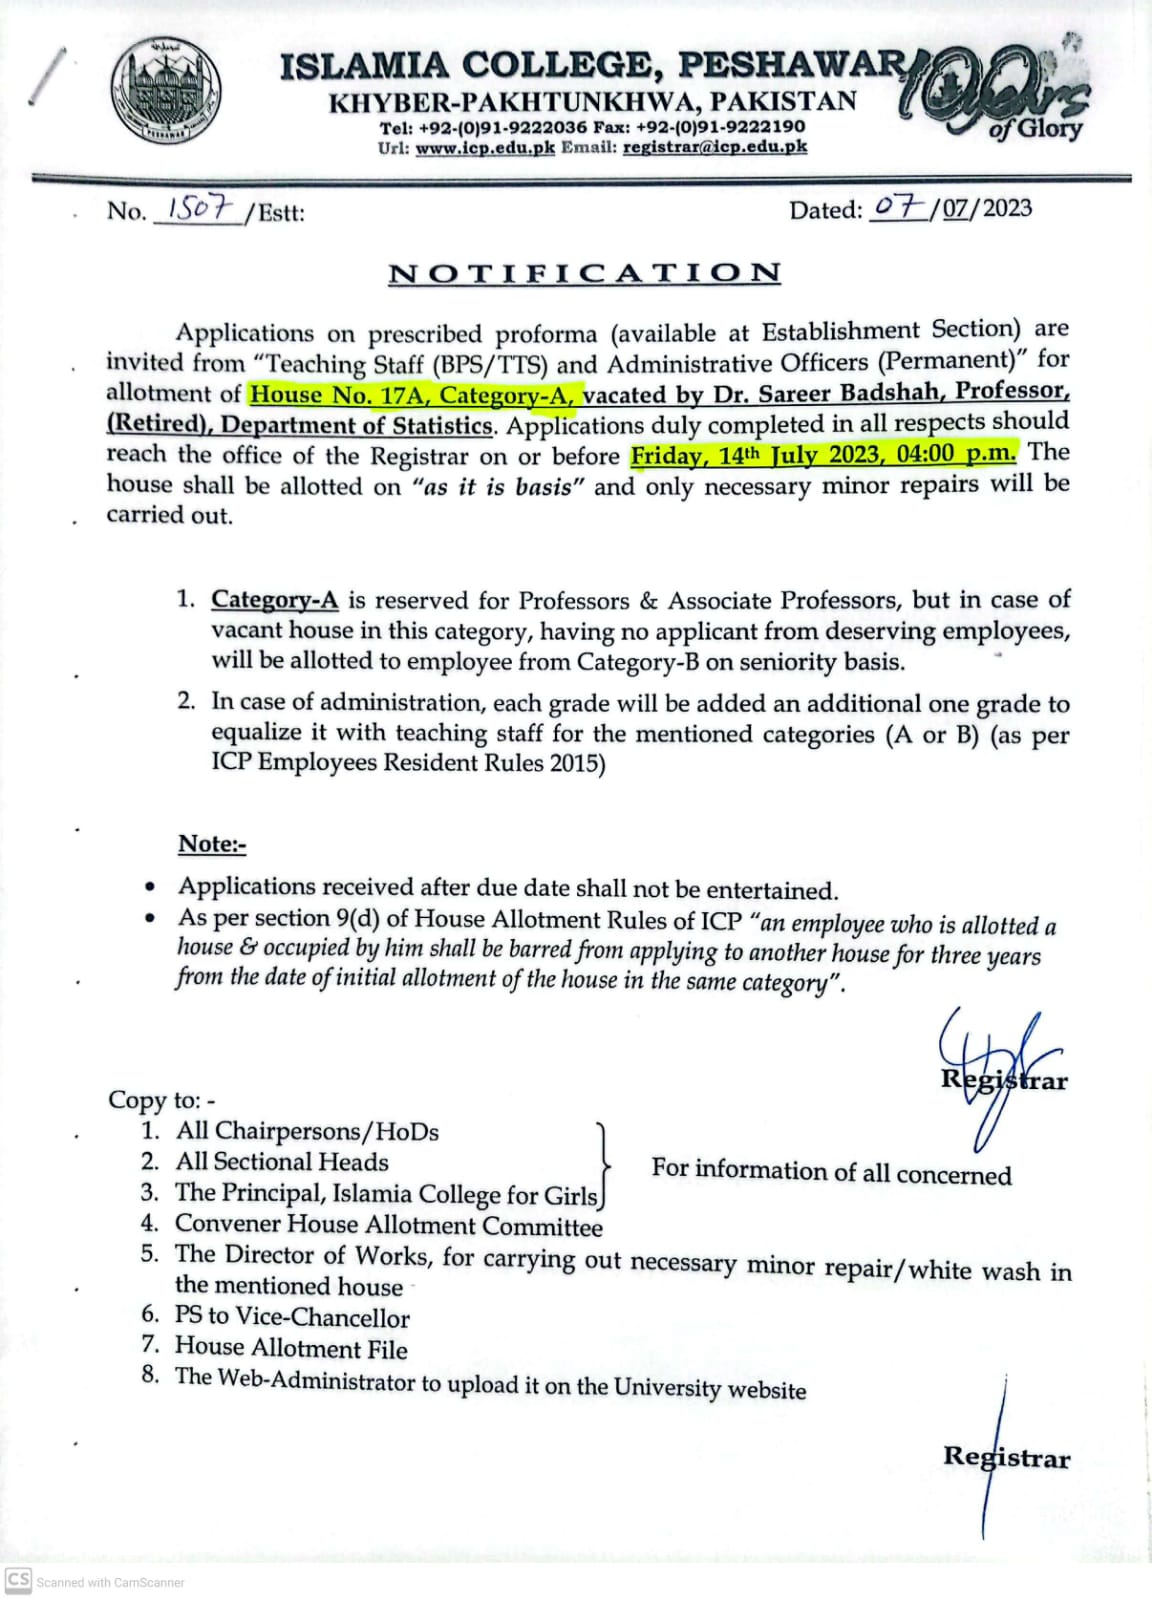 ISLAMIA COLLEGE, PESHAWAR
KHYBER-PAKHTUNKHWA, PAKISTAN
Tel: +92-(0)91-9222036 Fax: +92-(0)91-9222190
Url: www.icp.edu.pk Email: registrar@icp.edu.pk
100 Years
of Glory
PESHAWAR
No. 1507 /Estt:
Dated: 07/07/2023
NOTIFICATION
Applications on prescribed proforma (available at Establishment Section) are
invited from “Teaching Staff (BPS/TTS) and Administrative Officers (Permanent)” for
allotment of House No. 17A, Category-A, vacated by Dr. Sareer Badshah, Professor,
(Retired), Department of Statistics. Applications duly completed in all respects should
reach the office of the Registrar on or before Friday, 14th July 2023, 04:00 p.m. The
house shall be allotted on “as it is basis” and only necessary minor repairs will be
carried out.
1. Category-A is reserved for Professors & Associate Professors, but in case of
vacant house in this category, having no applicant from deserving employees,
will be allotted to employee from Category-B on seniority basis.
2. In case of administration, each grade will be added an additional one grade to
equalize it with teaching staff for the mentioned categories (A or B) (as per
ICP Employees Resident Rules 2015)
Note:-
• Applications received after due date shall not be entertained.
• As per section 9(d) of House Allotment Rules of ICP “an employee who is allotted a
house & occupied by him shall be barred from applying to another house for three years
from the date of initial allotment of the house in the same category”.
Registrar
Copy to: -
1. All Chairpersons/HoDs
2. All Sectional Heads
3. The Principal, Islamia College for Girls
For information of all concerned
4. Convener House Allotment Committee
5. The Director of Works, for carrying out necessary minor repair/white wash in
the mentioned house
6. PS to Vice-Chancellor
7. House Allotment File
8. The Web-Administrator to upload it on the University website
Registrar
CS Scanned with CamScanner